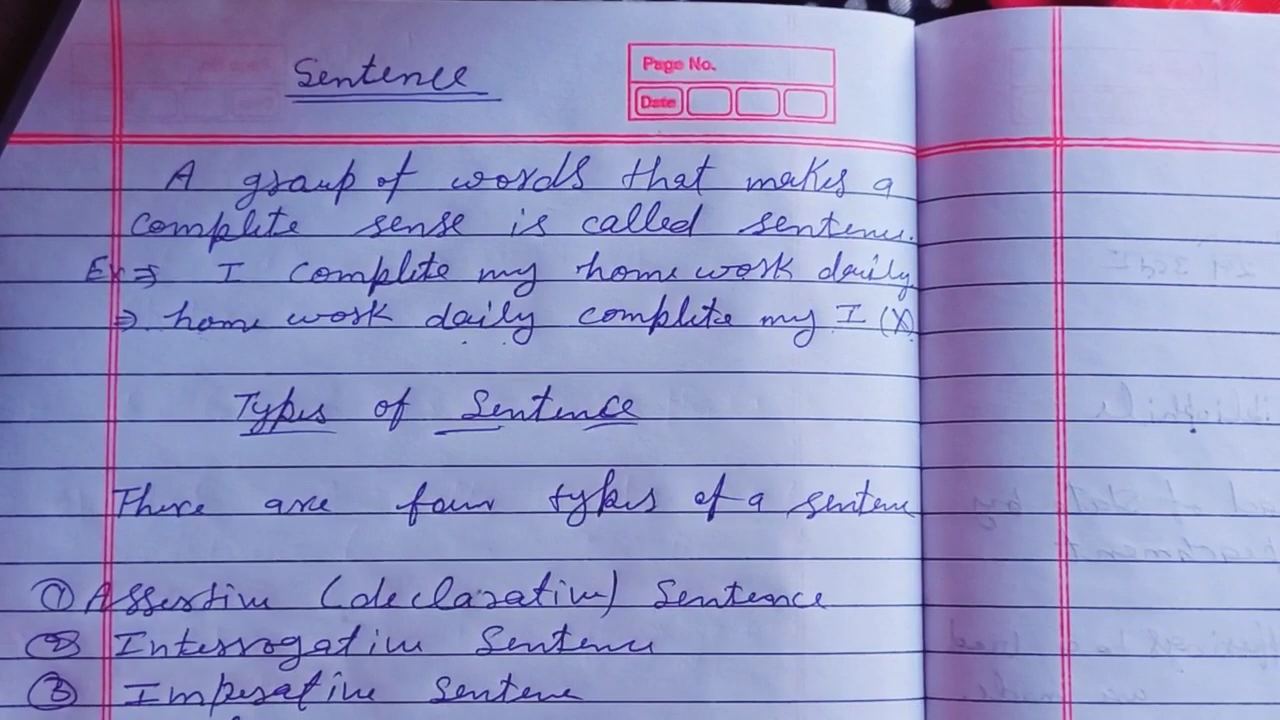 Sentence
Page No.
Date
A group of words that makes a
complete sense is called sentence.
Ex ⇒ I complete my home work daily
⇒ home work daily complete my I (X)
Types of Sentence
There are four types of a sentence
① Assertive (declarative) Sentence
② Interrogative Sentence
③ Imperative Sentence